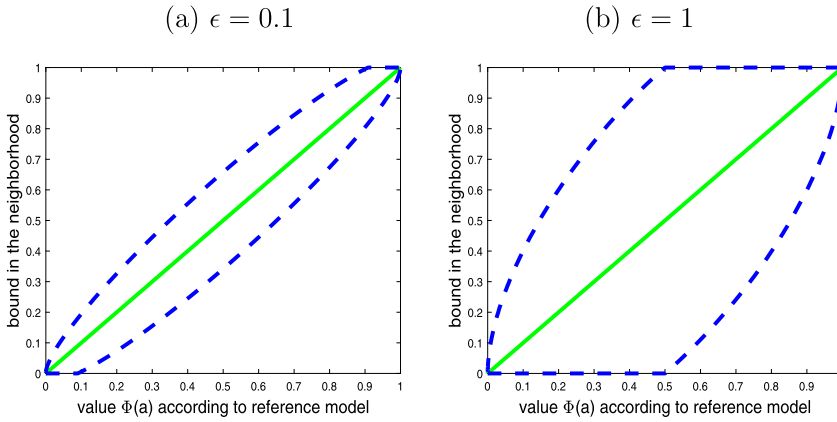 (a) ϵ = 0.1
(b) ϵ = 1
1
0.9
0.8
0.7
0.6
0.5
0.4
0.3
0.2
0.1
0
0 0.1 0.2 0.3 0.4 0.5 0.6 0.7 0.8 0.9 1
bound in the neighborhood
value Φ(a) according to reference model
1
0.9
0.8
0.7
0.6
0.5
0.4
0.3
0.2
0.1
0
0 0.1 0.2 0.3 0.4 0.5 0.6 0.7 0.8 0.9
bound in the neighborhood
value Φ(a) according to reference model